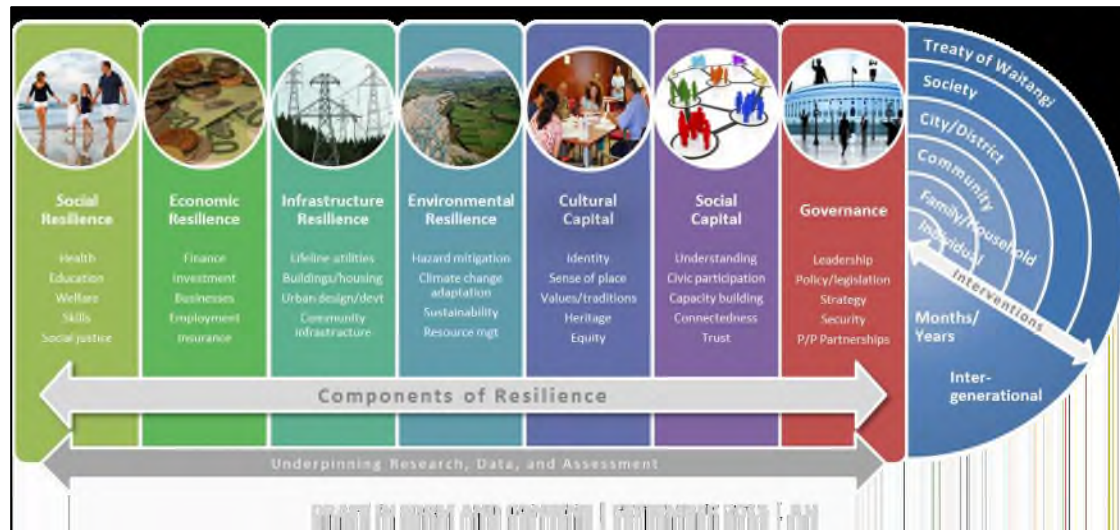 Social
Resilience
Health
Education
Welfare
Skills
Social justice
Economic
Resilience
Finance
Investment
Businesses
Employment
Insurance
Infrastructure
Resilience
Lifeline utilities
Buildings/housing
Urban design/devt
Community
infrastructure
Environmental
Resilience
Hazard mitigation
Climate change
adaptation
Sustainability
Resource mgt
Cultural
Capital
Identity
Sense of place
Values/traditions
Heritage
Equity
Social
Capital
Understanding
Civic participation
Capacity building
Connectedness
Trust
Governance
Leadership
Policy/legislation
Strategy
Security
P/P Partnerships
Treaty of Waitangi
Society
City/District
Community
Family/Household
Individual
Interventions
Months/
Years
Inter-
generational
Components of Resilience
Underpinning Research, Data, and Assessment